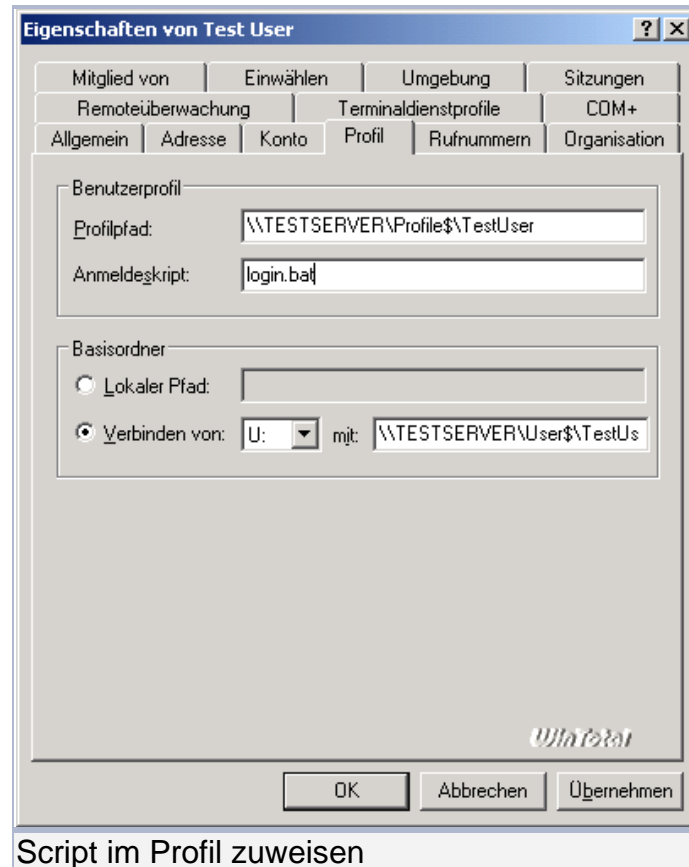 Eigenschaften von Test User
Mitglied von Einwählen Umgebung Sitzungen
Remoteüberwachung Terminaldienstprofile COM+
Allgemein Adresse Konto Profil Rufnummern Organisation
Benutzerprofil
Profilpfad: \\TESTSERVER\Profile$\TestUser
Anmeldeskript: login.bat
Basisordner
Lokaler Pfad:
Verbinden von: U: mit: \\TESTSERVER\User$\TestUs
WinTotal
OK Abbrechen Übernehmen
Script im Profil zuweisen